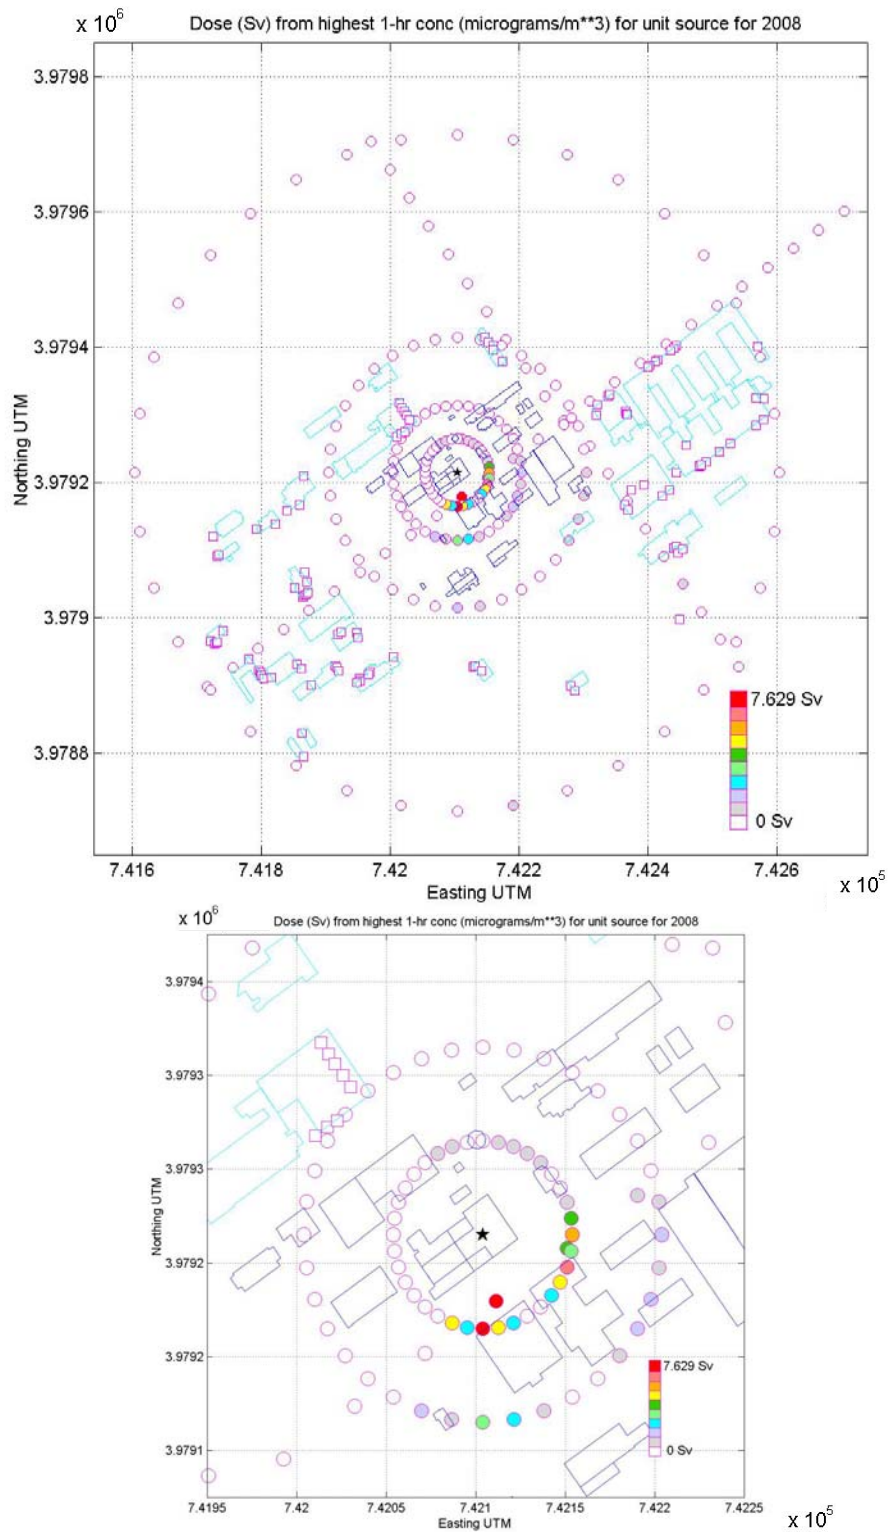 x 10^6
Dose (Sv) from highest 1-hr conc (micrograms/m**3) for unit source for 2008
3.9798
3.9796
3.9794
3.9792
3.979
3.9788
Northing UTM
7.629 Sv
0 Sv
7.416
7.418
7.42
7.422
7.424
7.426
Easting UTM
x 10^5
x 10^6
Dose (Sv) from highest 1-hr conc (micrograms/m**3) for unit source for 2008
3.9794
3.9793
3.9793
3.9792
3.9792
3.9791
Northing UTM
7.629 Sv
0 Sv
7.4195
7.42
7.4205
7.421
7.4215
7.422
7.4225
Easting UTM
x 10^5